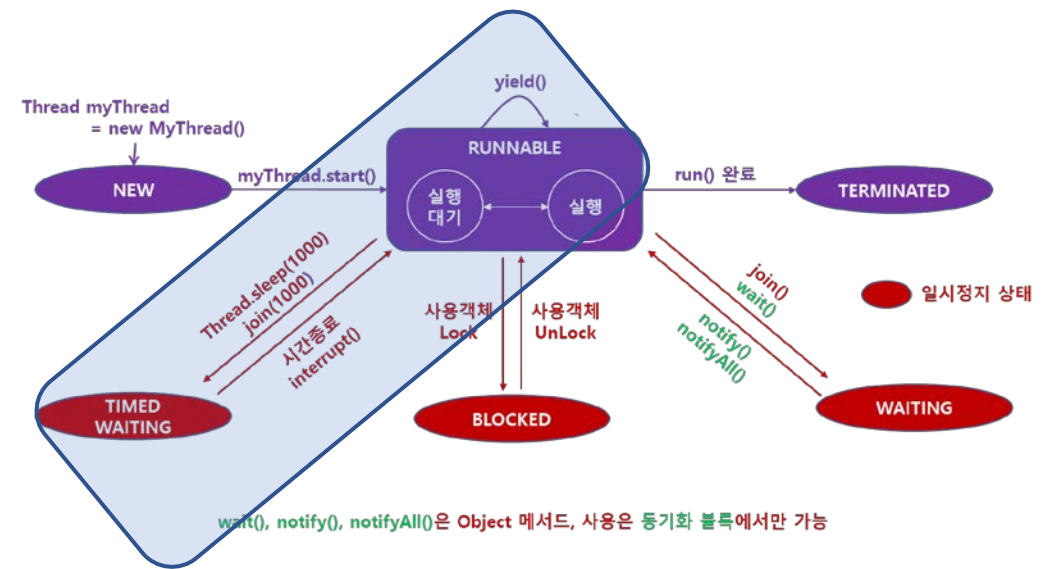 yield()
Thread myThread
= new MyThread()
RUNNABLE
NEW
myThread.start()
실행
대기
실행
run() 완료
TERMINATED
Thread.sleep(1000)
join(1000)
시간종료
interrupt()
사용객체
Lock
사용객체
UnLock
join()
wait()
notify()
notifyAll()
일시정지 상태
TIMED
WAITING
BLOCKED
WAITING
wait(), notify(), notifyAll()은 Object 메서드, 사용은 동기화 블록에서만 가능